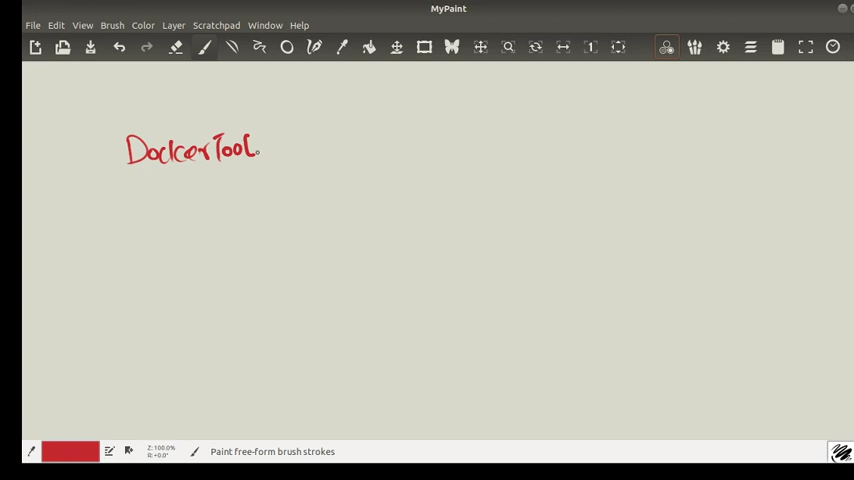 MyPaint
File Edit View Brush Color Layer Scratchpad Window Help
DockerTool
Z: 100.0%
R: +0.0°
Paint free-form brush strokes